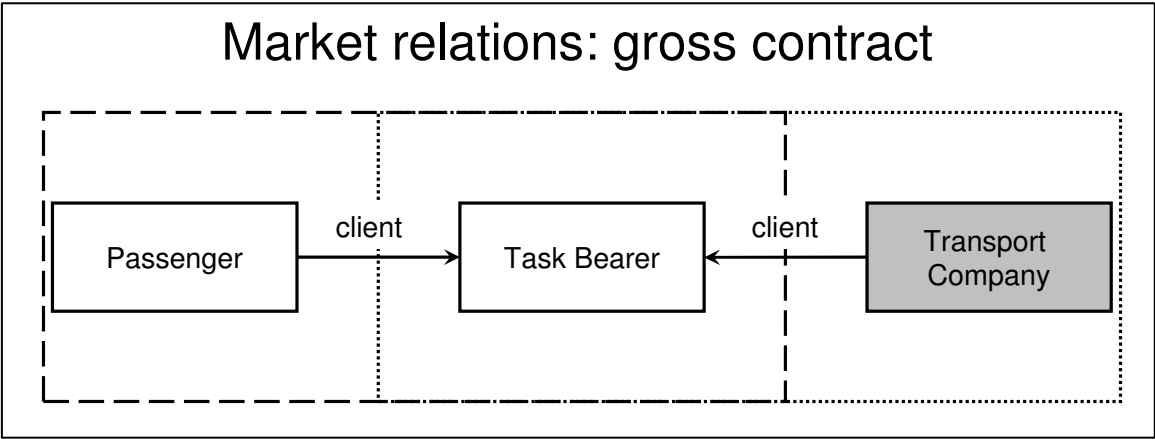 Market relations: gross contract
client
client
Passenger
Task Bearer
Transport
Company